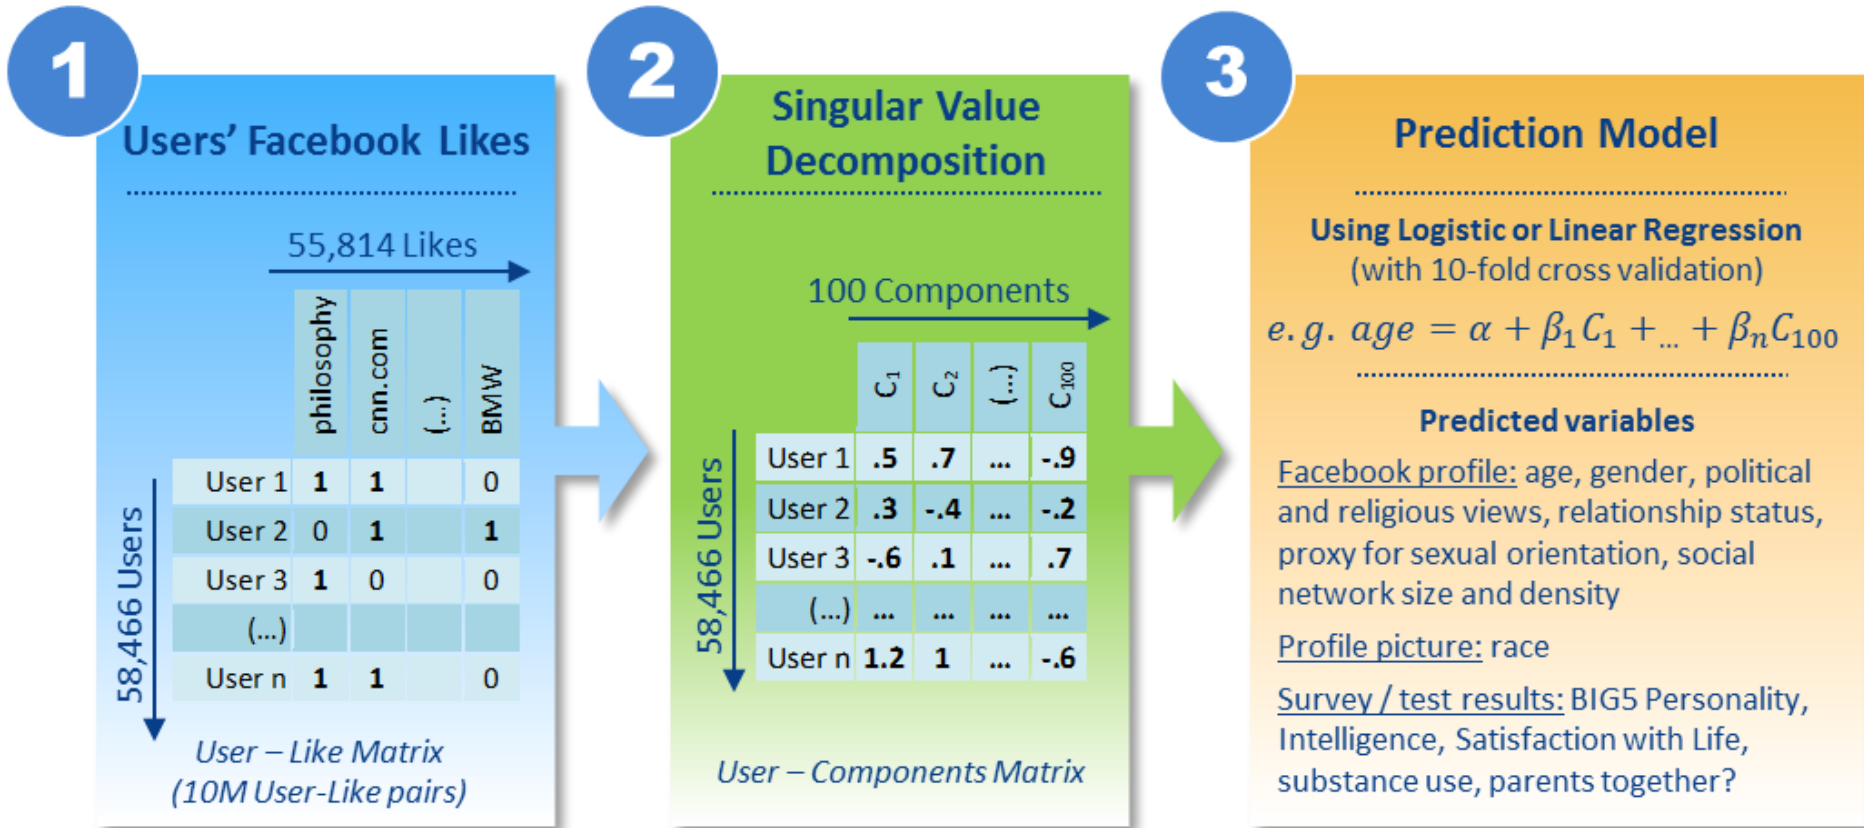 1
Users' Facebook Likes
55,814 Likes
philosophy cnn.com (...) BMW
58,466 Users
User 1 1 1 0
User 2 0 1 1
User 3 1 0 0
(...)
User n 1 1 0
User – Like Matrix
(10M User-Like pairs)
2
Singular Value
Decomposition
100 Components
C₁ C₂ (...) C₁₀₀
58,466 Users
User 1 .5 .7 ... -.9
User 2 .3 -.4 ... -.2
User 3 -.6 .1 ... .7
(...) ... ... ... ...
User n 1.2 1 ... -.6
User – Components Matrix
3
Prediction Model
Using Logistic or Linear Regression
(with 10-fold cross validation)
e.g. age = α + β₁C₁ +...+ βₙC₁₀₀
Predicted variables
Facebook profile: age, gender, political
and religious views, relationship status,
proxy for sexual orientation, social
network size and density
Profile picture: race
Survey / test results: BIG5 Personality,
Intelligence, Satisfaction with Life,
substance use, parents together?